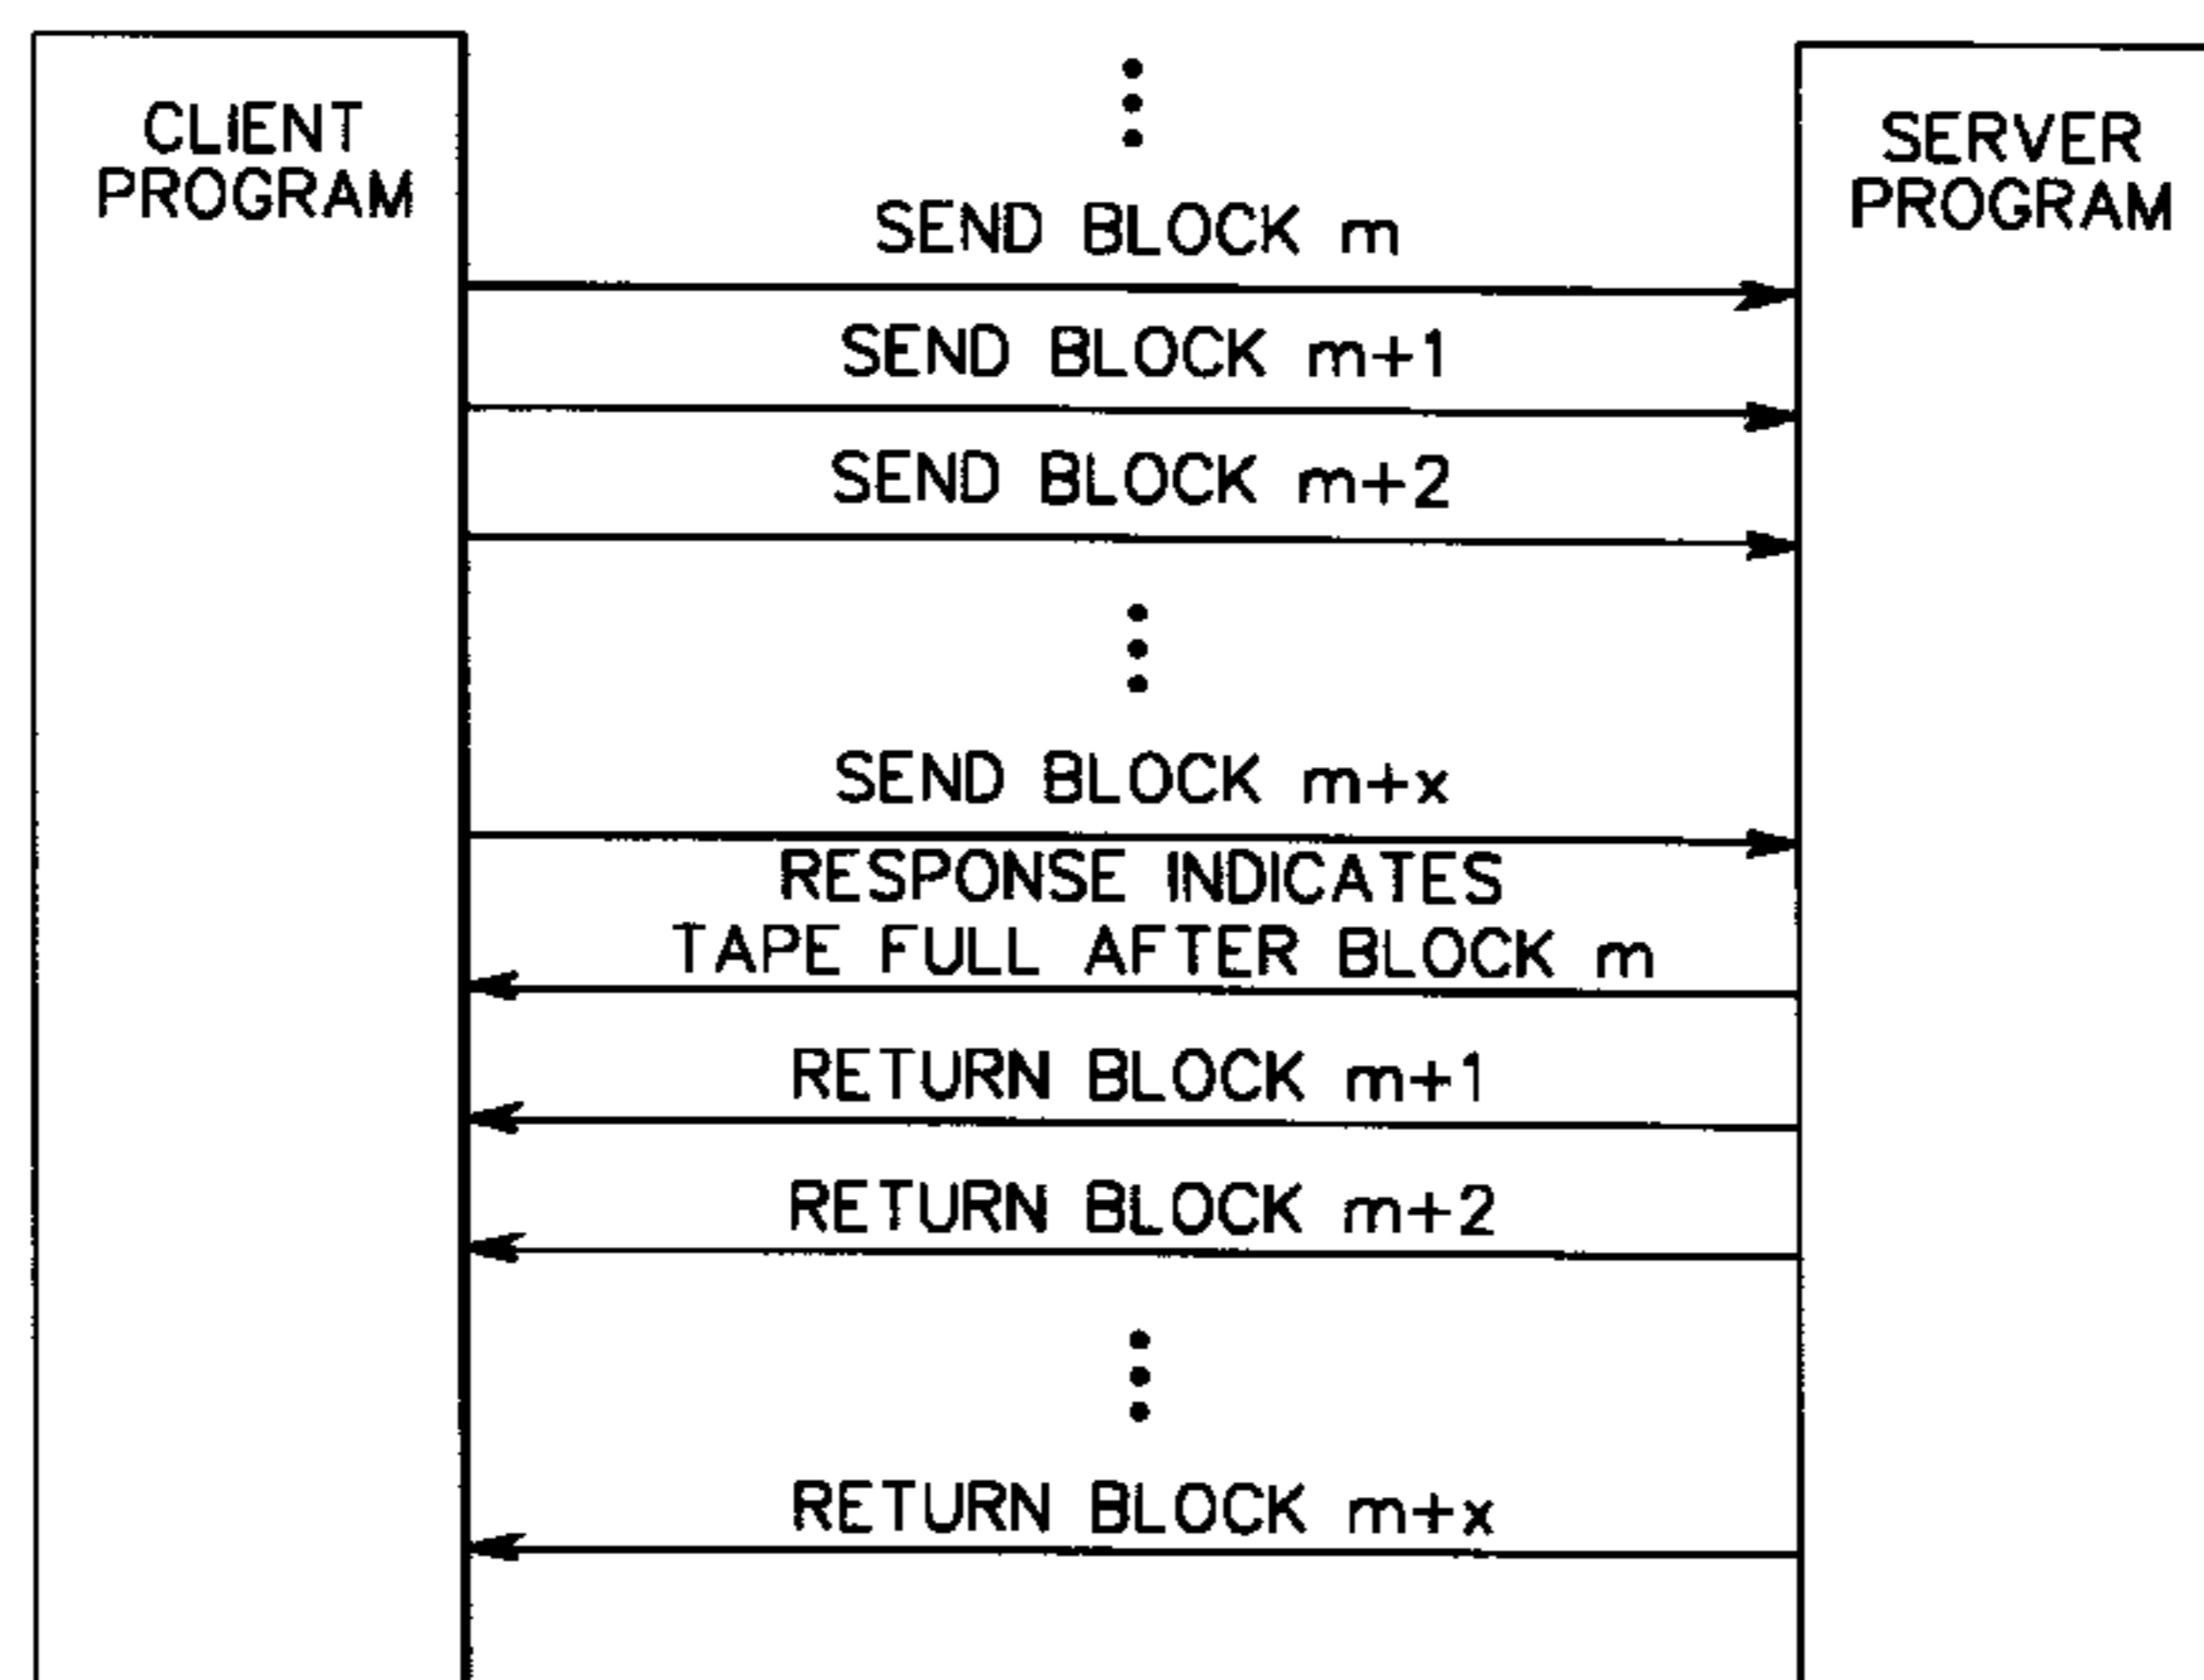 CLIENT
PROGRAM
SERVER
PROGRAM
SEND BLOCK m
SEND BLOCK m+1
SEND BLOCK m+2
SEND BLOCK m+x
RESPONSE INDICATES
TAPE FULL AFTER BLOCK m
RETURN BLOCK m+1
RETURN BLOCK m+2
RETURN BLOCK m+x